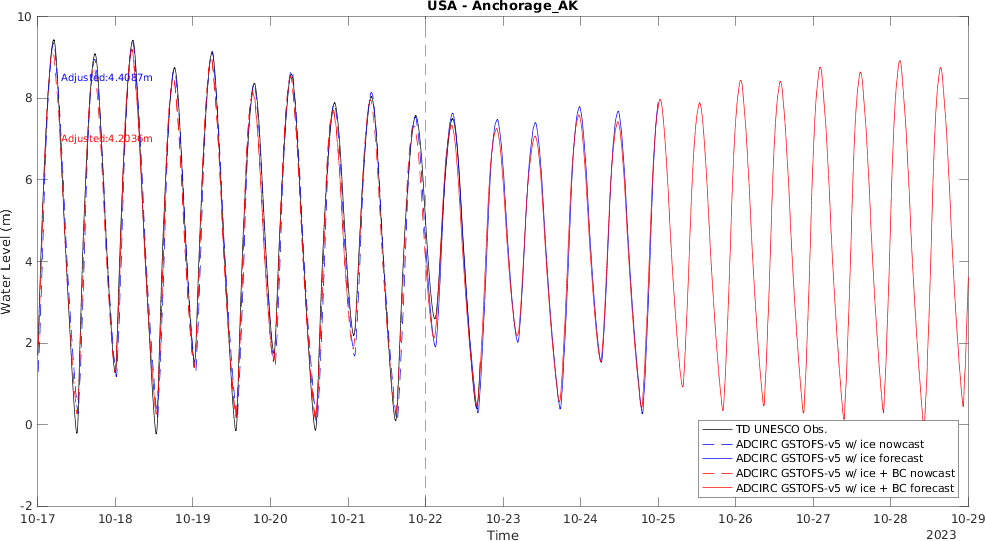 USA - Anchorage_AK
10
8
6
4
2
0
-2
Water Level (m)
Adjusted:4.4087m
Adjusted:4.2036m
TD UNESCO Obs.
ADCIRC GSTOFS-v5 w/ ice nowcast
ADCIRC GSTOFS-v5 w/ ice forecast
ADCIRC GSTOFS-v5 w/ ice + BC nowcast
ADCIRC GSTOFS-v5 w/ ice + BC forecast
10-17 10-18 10-19 10-20 10-21 10-22 10-23 10-24 10-25 10-26 10-27 10-28 10-29
Time
2023